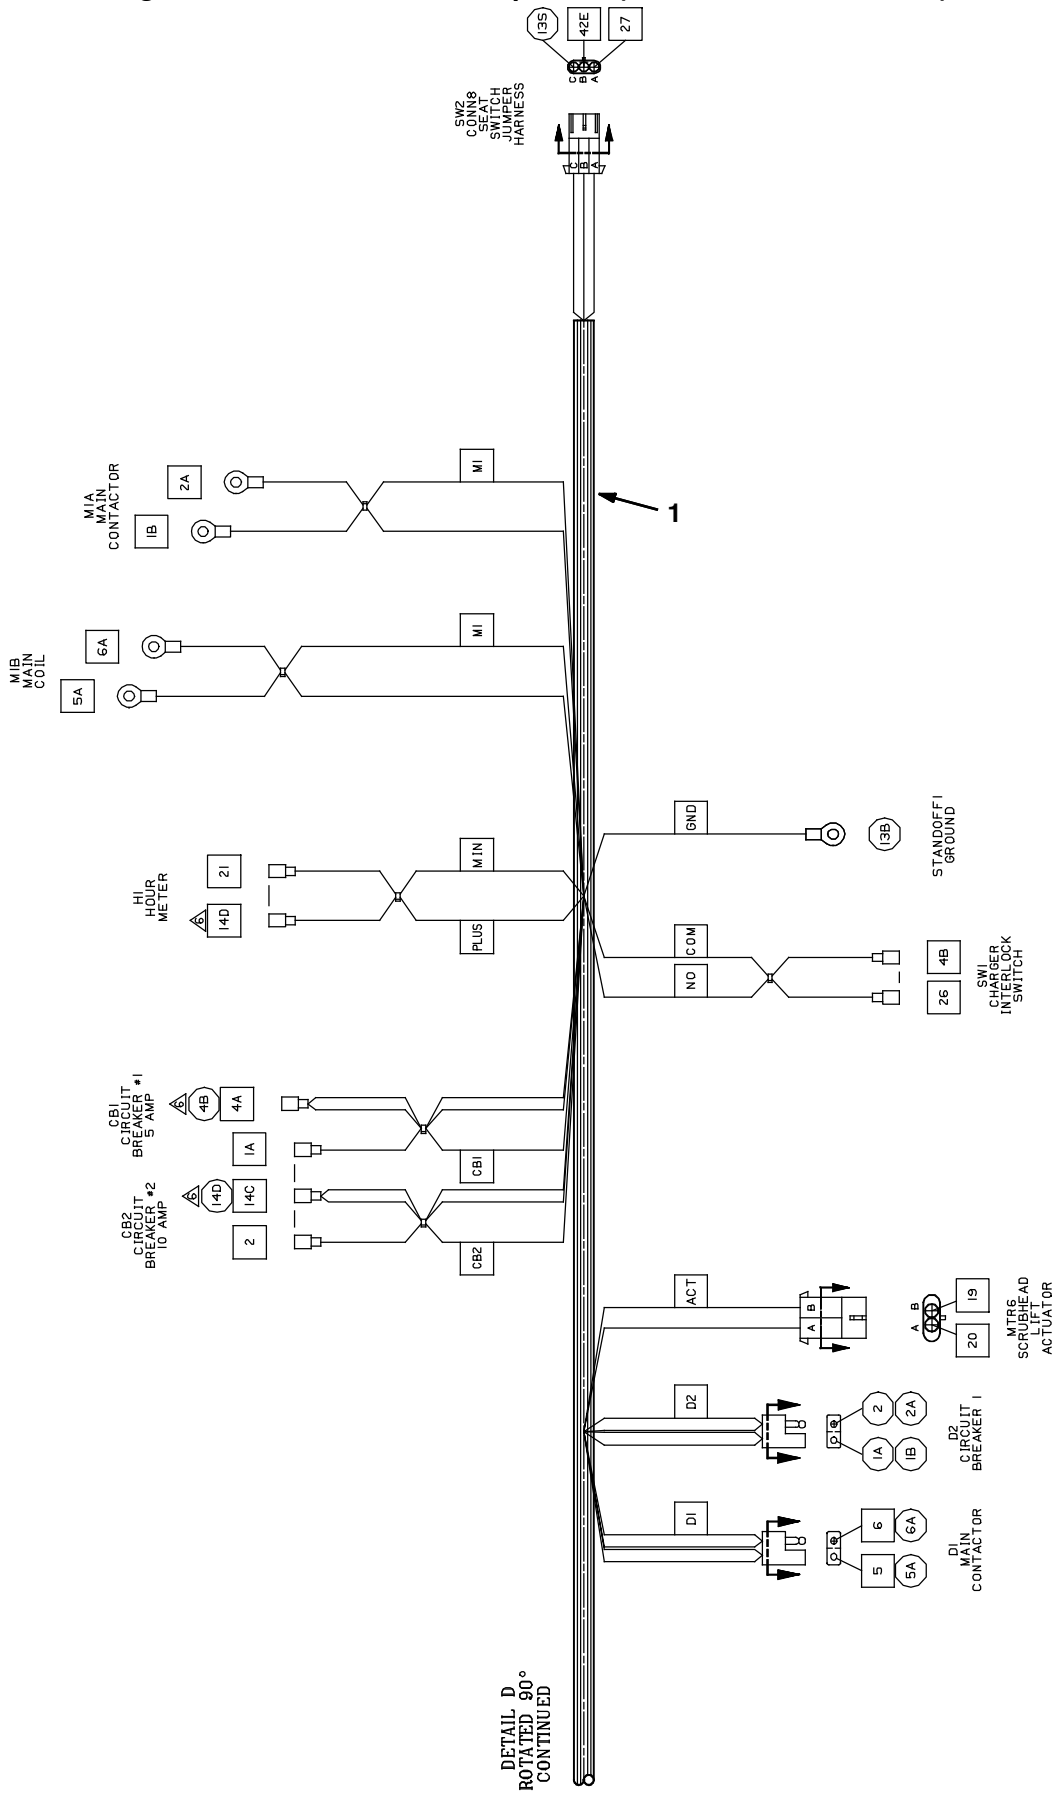 13S
42E
27
C
B
A
SW2
CONN8
SEAT
SWITCH
JUMPER
HARNESS
C
B
A
M1A
MAIN
CONTACTOR
2A
1B
M1
1
M1B
MAIN
COIL
6A
5A
M1
H1
HOUR
METER
21
6
14D
MIN
PLUS
GND
13B
STANDOFF1
GROUND
COM
NO
4B
26
SW1
CHARGER
INTERLOCK
SWITCH
CB1
CIRCUIT
BREAKER #1
5 AMP
6
4B
4A
1A
CB1
CB2
CIRCUIT
BREAKER #2
10 AMP
6
14D
14C
2
CB2
ACT
B
A
B
A
19
20
MTR6
SCRUBHEAD
LIFT
ACTUATOR
D2
2
2A
1A
1B
D2
CIRCUIT
BREAKER 1
D1
6
6A
5
5A
D1
MAIN
CONTACTOR
DETAIL D
ROTATED 90°
CONTINUED